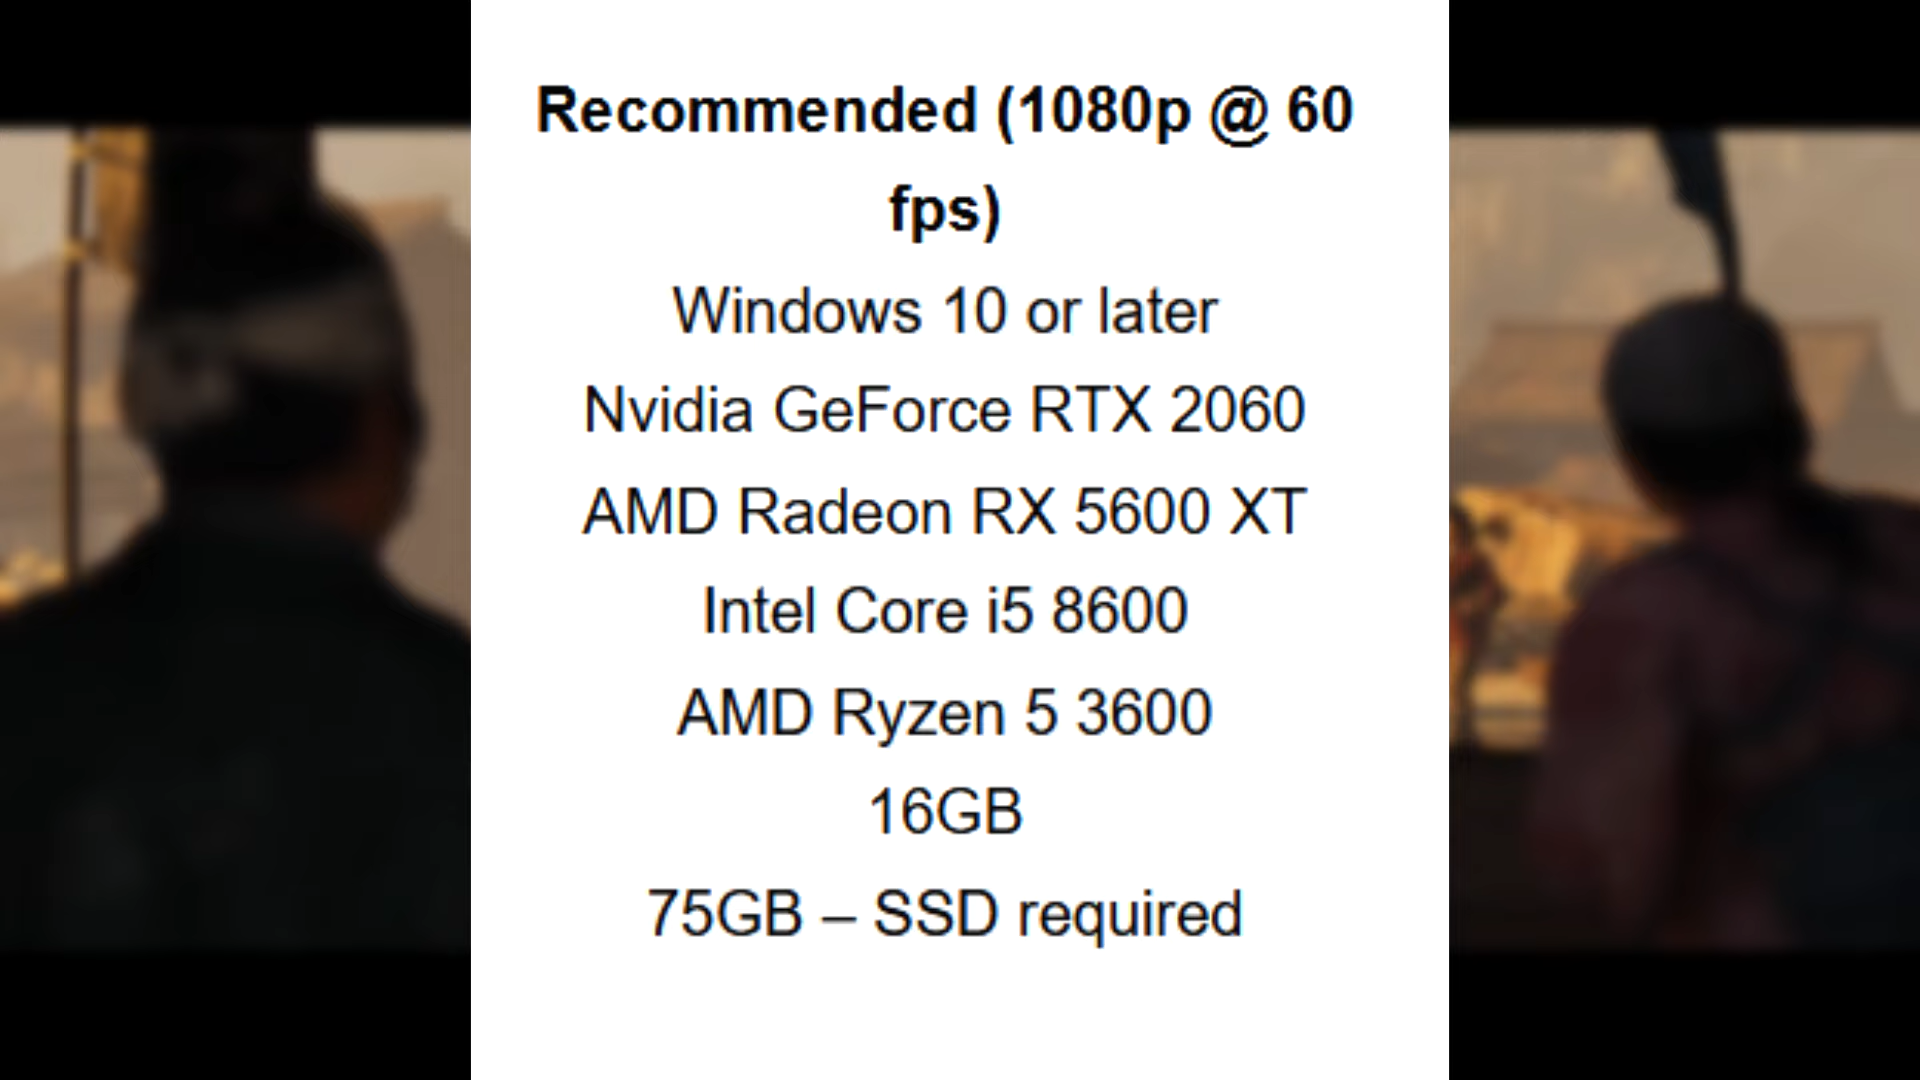 Recommended (1080p @ 60
fps)
Windows 10 or later
Nvidia GeForce RTX 2060
AMD Radeon RX 5600 XT
Intel Core i5 8600
AMD Ryzen 5 3600
16GB
75GB – SSD required